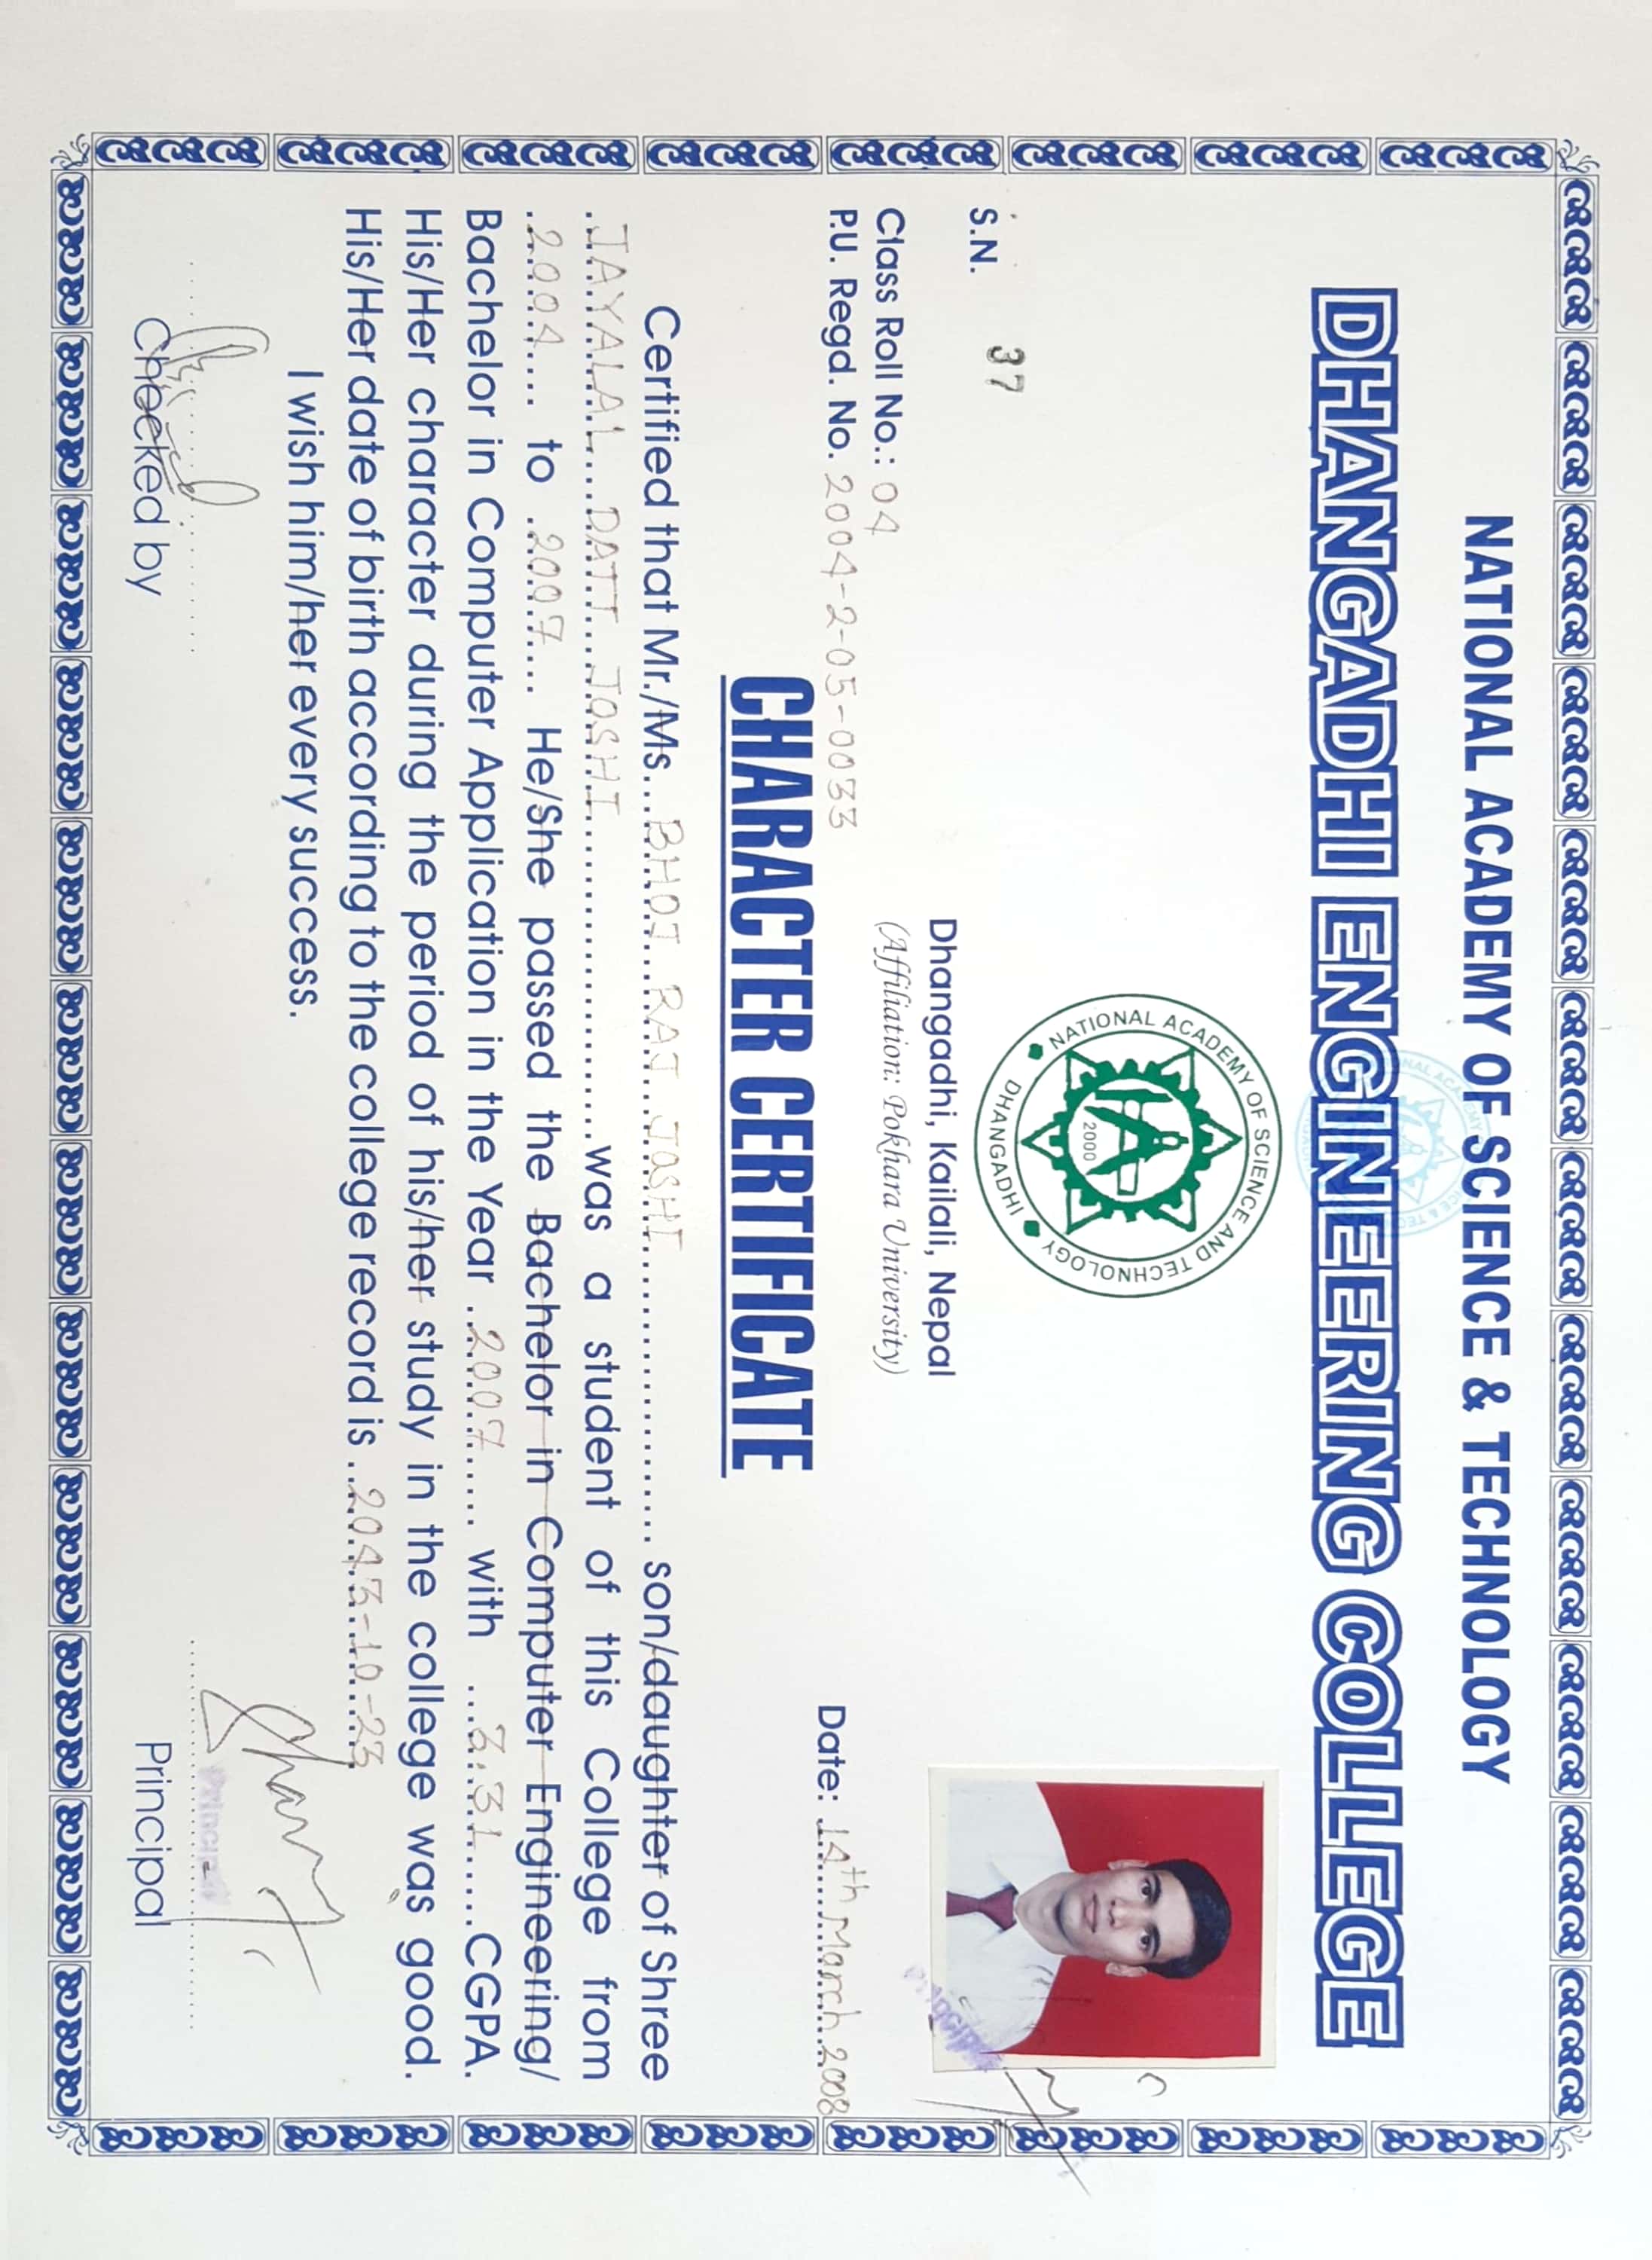 NATIONAL ACADEMY OF SCIENCE & TECHNOLOGY
DHANGADHI ENGINEERING COLLEGE
NATIONAL ACADEMY OF SCIENCE AND TECHNOLOGY
2000
DHANGADHI
S.N. 37
Dhangadhi, Kailali, Nepal
(Affiliation: Pokhara University)
Class Roll No.: 04
P.U. Regd. No. 2004-2-05-0033
Principal
Date: 14th March 2008
CHARACTER CERTIFICATE
Certified that Mr./Ms... BHOJ RAJ JOSHI ... son/daughter of Shree
JAYALAL DATT JOSHI ... was a student of this College from
2004 .... to 2007 .... He/She passed the Bachelor in Computer Engineering/
Bachelor in Computer Application in the Year .. 2007 ...... with ... 3.31 ...... CGPA.
His/Her character during the period of his/her study in the college was good.
His/Her date of birth according to the college record is .. 2043-10-23
I wish him/her every success.
Principal
Checked by
Principal